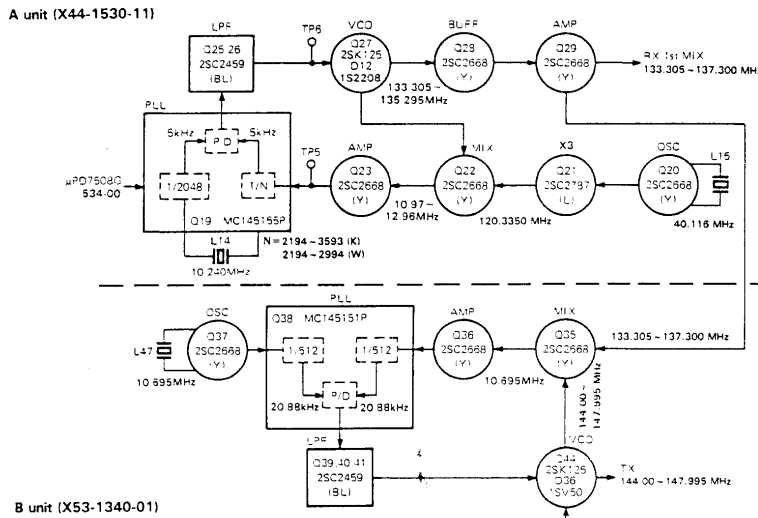 A unit (X44-1530-11)
LPF
Q25 26
2SC2459
(BL)
TP6
VCO
Q27
2SK125
D12
1S2208
BUFF
Q28
2SC2668
(Y)
AMP
Q29
2SC2668
(Y)
RX 1st MIX
133.305~137.300 MHz
133.305~
135.295MHz
PLL
5kHz
P/D
5kHz
1/2048
1/N
Q19 MC145155P
μPD7508G
534-00
L14
10.240MHz
N=2194~3593 (K)
2194~2994 (W)
TP5
AMP
Q23
2SC2668
(Y)
10.97~
12.96MHz
MIX
Q22
2SC2668
(Y)
120.3350 MHz
X3
Q21
2SC2787
(L)
OSC
Q20
2SC2668
(Y)
L15
40.116 MHz
OSC
Q37
2SC2668
(Y)
L47
10.695MHz
PLL
Q38 MC145151P
1/512
1/512
P/D
20.88kHz
20.88kHz
AMP
Q36
2SC2668
(Y)
10.695MHz
MIX
Q35
2SC2668
(Y)
133.305~137.300 MHz
144.00~
147.995 MHz
LPF
Q39,40,41
2SC2459
(BL)
VCO
Q44
2SK125
D36
1SV50
TX
144.00~147.995 MHz
B unit (X53-1340-01)